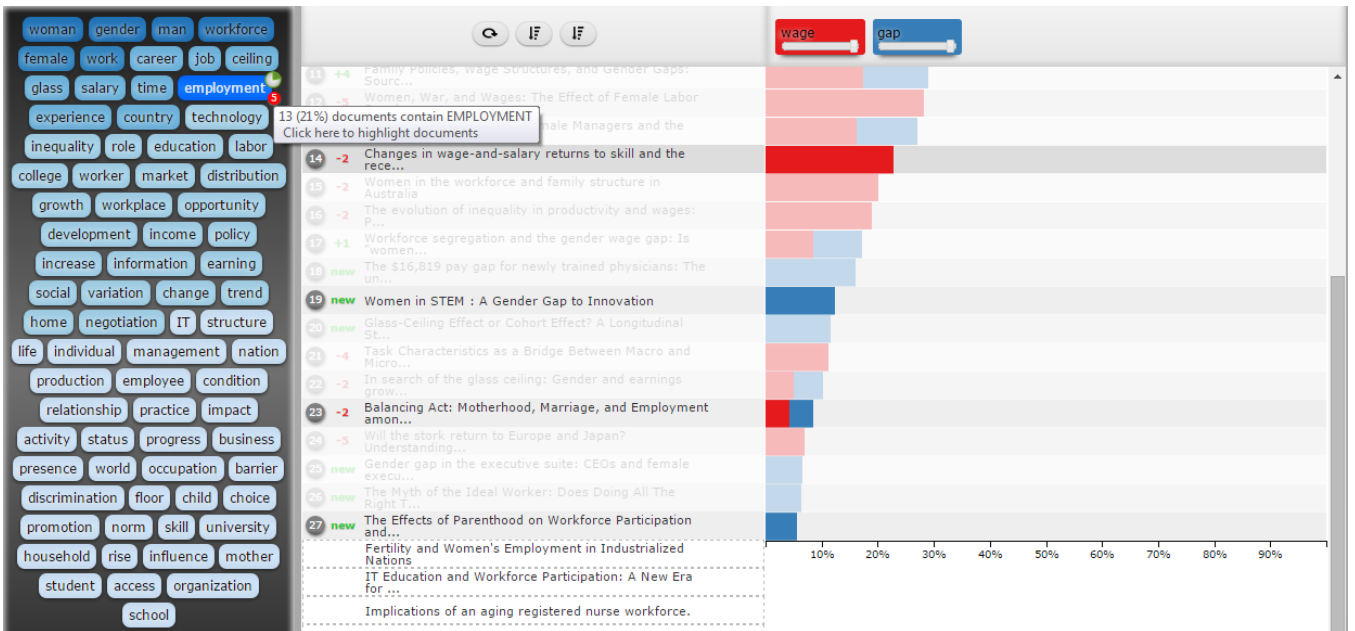 woman gender man workforce
female work career job ceiling
glass salary time employment
5
experience country technology
inequality role education labor
college worker market distribution
growth workplace opportunity
development income policy
increase information earning
social variation change trend
home negotiation IT structure
life individual management nation
production employee condition
relationship practice impact
activity status progress business
presence world occupation barrier
discrimination floor child choice
promotion norm skill university
household rise influence mother
student access organization
school
13 (21%) documents contain EMPLOYMENT
Click here to highlight documents
wage gap
11 +4 Family Policies, Wage Structures, and Gender Gaps:
Sourc...
12 -5 Women, War, and Wages: The Effect of Female Labor
male Managers and the
14 -2 Changes in wage-and-salary returns to skill and the
rece...
15 -2 Women in the workforce and family structure in
Australia
16 -2 The evolution of inequality in productivity and wages:
P...
17 +1 Workforce segregation and the gender wage gap: Is
"women...
18 new The $16,819 pay gap for newly trained physicians: The
un...
19 new Women in STEM : A Gender Gap to Innovation
20 new Glass-Ceiling Effect or Cohort Effect? A Longitudinal
St...
21 -4 Task Characteristics as a Bridge Between Macro and
Micro...
22 -2 In search of the glass ceiling: Gender and earnings
grow...
23 -2 Balancing Act: Motherhood, Marriage, and Employment
amon...
24 -5 Will the stork return to Europe and Japan?
Understanding...
25 new Gender gap in the executive suite: CEOs and female
execu...
26 new The Myth of the Ideal Worker: Does Doing All The
Right T...
27 new The Effects of Parenthood on Workforce Participation
and...
Fertility and Women's Employment in Industrialized
Nations
IT Education and Workforce Participation: A New Era
for ...
Implications of an aging registered nurse workforce.
10% 20% 30% 40% 50% 60% 70% 80% 90%